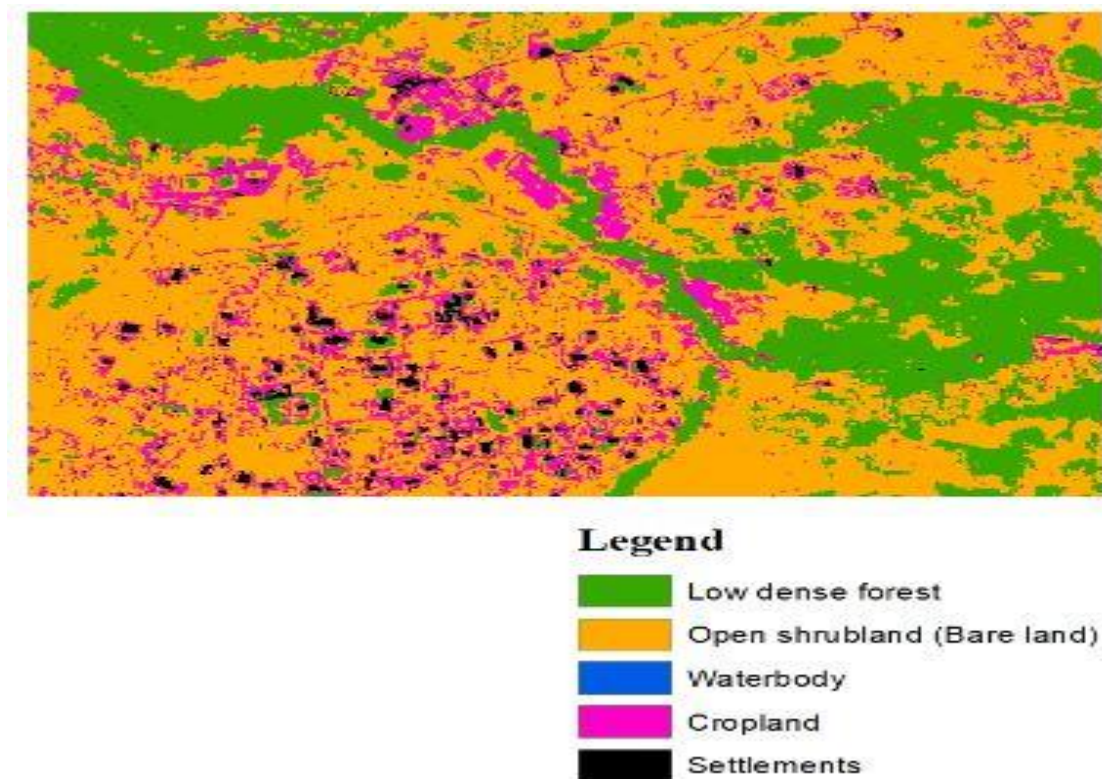 Legend
Low dense forest
Open shrubland (Bare land)
Waterbody
Cropland
Settlements